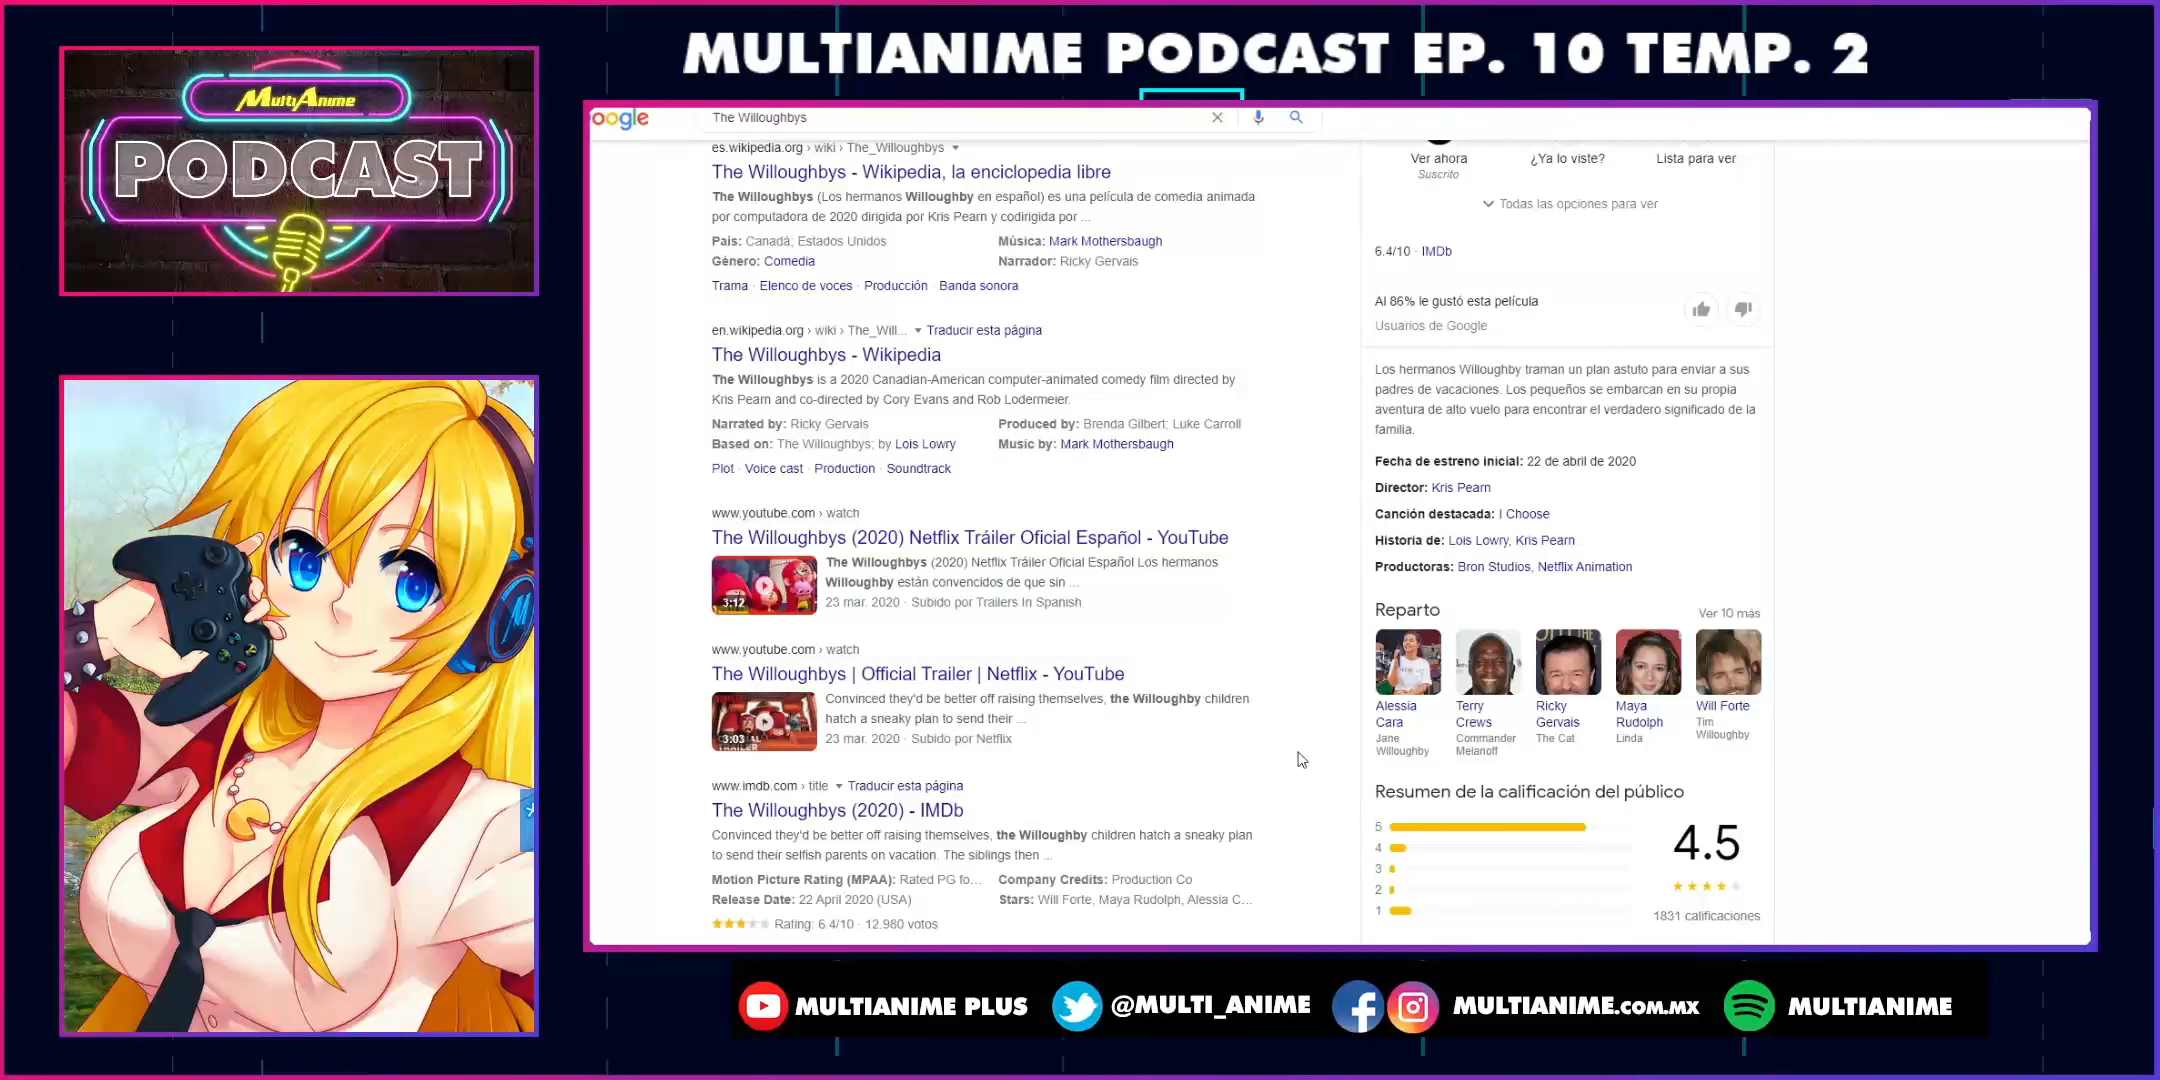 MULTIANIME PODCAST EP. 10 TEMP. 2
MultiAnime
PODCAST
oogle
The Willoughbys
es.wikipedia.org › wiki › The_Willoughbys
The Willoughbys - Wikipedia, la enciclopedia libre
The Willoughbys (Los hermanos Willoughby en español) es una película de comedia animada
por computadora de 2020 dirigida por Kris Pearn y codirigida por ...
País: Canadá; Estados Unidos
Música: Mark Mothersbaugh
Género: Comedia
Narrador: Ricky Gervais
Trama · Elenco de voces · Producción · Banda sonora
en.wikipedia.org › wiki › The_Will... Traducir esta página
The Willoughbys - Wikipedia
The Willoughbys is a 2020 Canadian-American computer-animated comedy film directed by
Kris Pearn and co-directed by Cory Evans and Rob Lodermeier.
Narrated by: Ricky Gervais
Produced by: Brenda Gilbert; Luke Carroll
Based on: The Willoughbys; by Lois Lowry
Music by: Mark Mothersbaugh
Plot · Voice cast · Production · Soundtrack
www.youtube.com › watch
The Willoughbys (2020) Netflix Tráiler Oficial Español - YouTube
The Willoughbys (2020) Netflix Tráiler Oficial Español Los hermanos
Willoughby están convencidos de que sin ...
3:12
23 mar. 2020 · Subido por Trailers In Spanish
www.youtube.com › watch
The Willoughbys | Official Trailer | Netflix - YouTube
Convinced they'd be better off raising themselves, the Willoughby children
hatch a sneaky plan to send their ...
3:03
TRAILER
23 mar. 2020 · Subido por Netflix
www.imdb.com › title Traducir esta página
The Willoughbys (2020) - IMDb
Convinced they'd be better off raising themselves, the Willoughby children hatch a sneaky plan
to send their selfish parents on vacation. The siblings then ...
Motion Picture Rating (MPAA): Rated PG fo...
Company Credits: Production Co
Release Date: 22 April 2020 (USA)
Stars: Will Forte, Maya Rudolph, Alessia C...
Rating: 6.4/10 · 12.980 votos
Ver ahora
Suscrito
¿Ya lo viste?
Lista para ver
Todas las opciones para ver
6.4/10 · IMDb
Al 86% le gustó esta película
Usuarios de Google
Los hermanos Willoughby traman un plan astuto para enviar a sus
padres de vacaciones. Los pequeños se embarcan en su propia
aventura de alto vuelo para encontrar el verdadero significado de la
familia.
Fecha de estreno inicial: 22 de abril de 2020
Director: Kris Pearn
Canción destacada: I Choose
Historia de: Lois Lowry, Kris Pearn
Productoras: Bron Studios, Netflix Animation
Reparto
Ver 10 más
Alessia
Cara
Jane
Willoughby
Terry
Crews
Commander
Melanoff
Ricky
Gervais
The Cat
Maya
Rudolph
Linda
Will Forte
Tim
Willoughby
Resumen de la calificación del público
5
4
3
2
1
4.5
1831 calificaciones
MULTIANIME PLUS
@MULTI_ANIME
MULTIANIME.COM.MX
MULTIANIME